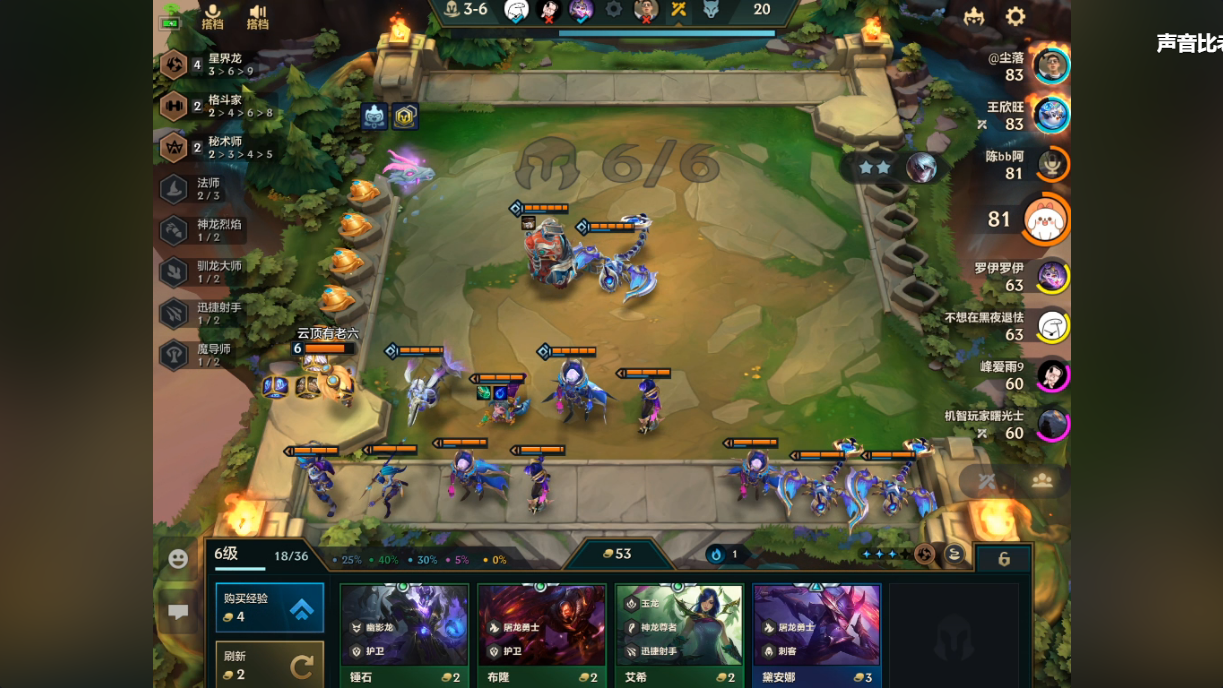 搭档
搭档
3-6
20
声音比
4
星界龙
3 > 6 > 9
2
格斗家
2 > 4 > 6 > 8
2
秘术师
2 > 3 > 4 > 5
法师
2 / 3
神龙烈焰
1 / 2
驯龙大师
1 / 2
迅捷射手
1 / 2
魔导师
1 / 2
6/6
@尘落
83
王欣旺
83
陈bb阿
81
81
罗伊罗伊
63
不想在黑夜退怯
63
峰爱雨9
60
机智玩家曙光士
60
云顶有老六
6
6级
18/36
25%
40%
30%
5%
0%
53
1
购买经验
4
刷新
2
幽影龙
护卫
锤石
2
屠龙勇士
护卫
布隆
2
玉龙
神龙尊者
迅捷射手
艾希
2
屠龙勇士
刺客
黛安娜
3